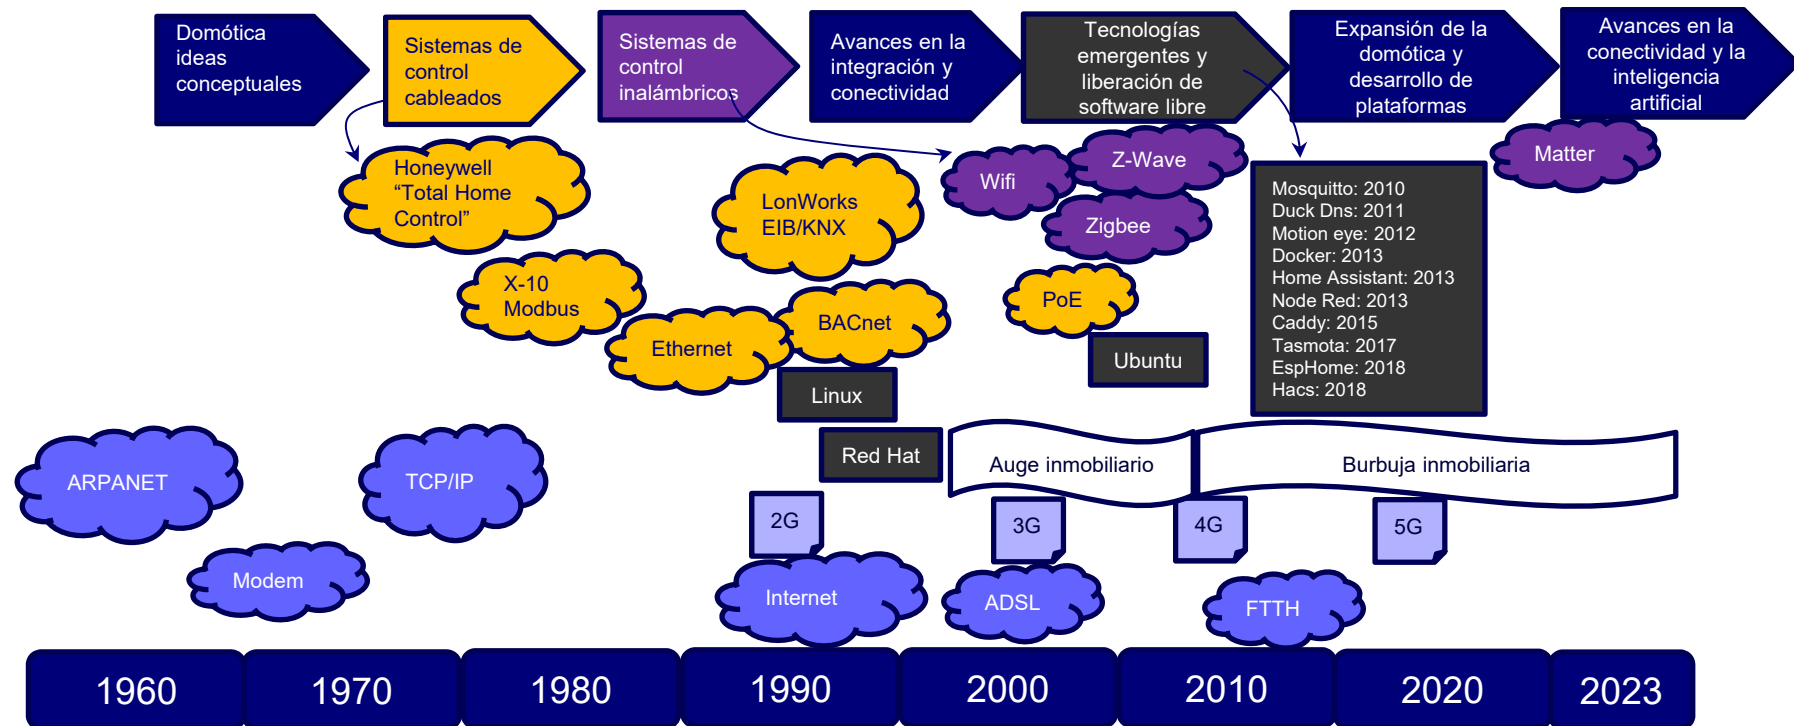 Domótica
ideas
conceptuales
Sistemas de
control
cableados
Sistemas de
control
inalámbricos
Avances en la
integración y
conectividad
Tecnologías
emergentes y
liberación de
software libre
Expansión de la
domótica y
desarrollo de
plataformas
Avances en la
conectividad y la
inteligencia
artificial
Honeywell
“Total Home
Control”
X-10
Modbus
Ethernet
LonWorks
EIB/KNX
BACnet
Wifi
Z-Wave
Zigbee
PoE
Matter
Linux
Red Hat
Ubuntu
Mosquitto: 2010
Duck Dns: 2011
Motion eye: 2012
Docker: 2013
Home Assistant: 2013
Node Red: 2013
Caddy: 2015
Tasmota: 2017
EspHome: 2018
Hacs: 2018
Auge inmobiliario
Burbuja inmobiliaria
ARPANET
TCP/IP
Modem
2G
3G
4G
5G
Internet
ADSL
FTTH
1960
1970
1980
1990
2000
2010
2020
2023